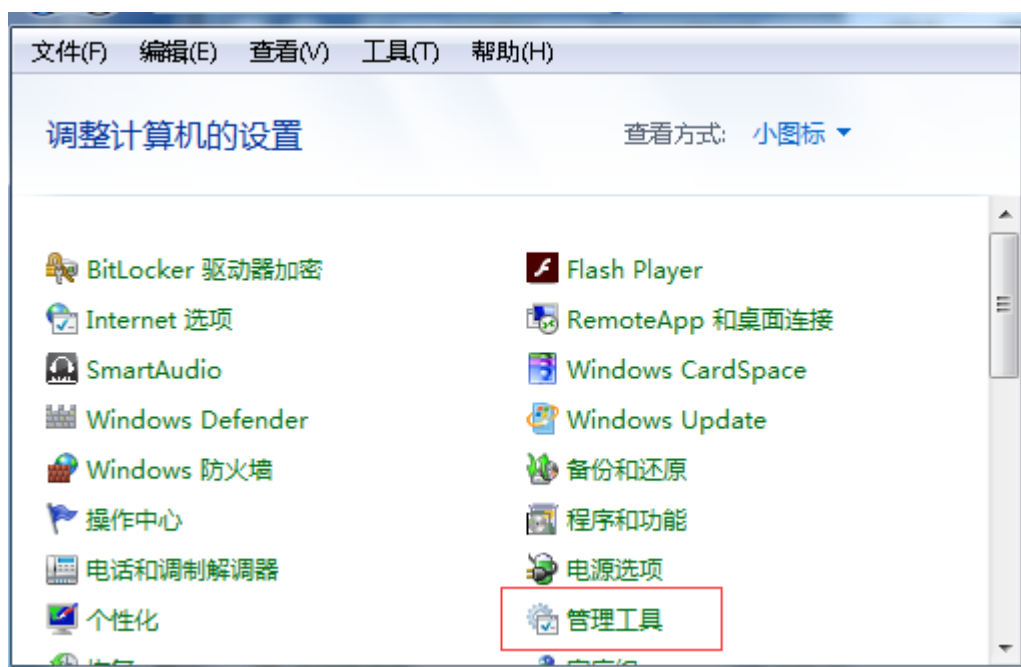 文件(F) 编辑(E) 查看(V) 工具(T) 帮助(H)
调整计算机的设置 查看方式: 小图标
BitLocker 驱动器加密 Flash Player
Internet 选项 RemoteApp 和桌面连接
SmartAudio Windows CardSpace
Windows Defender Windows Update
Windows 防火墙 备份和还原
操作中心 程序和功能
电话和调制解调器 电源选项
个性化 管理工具